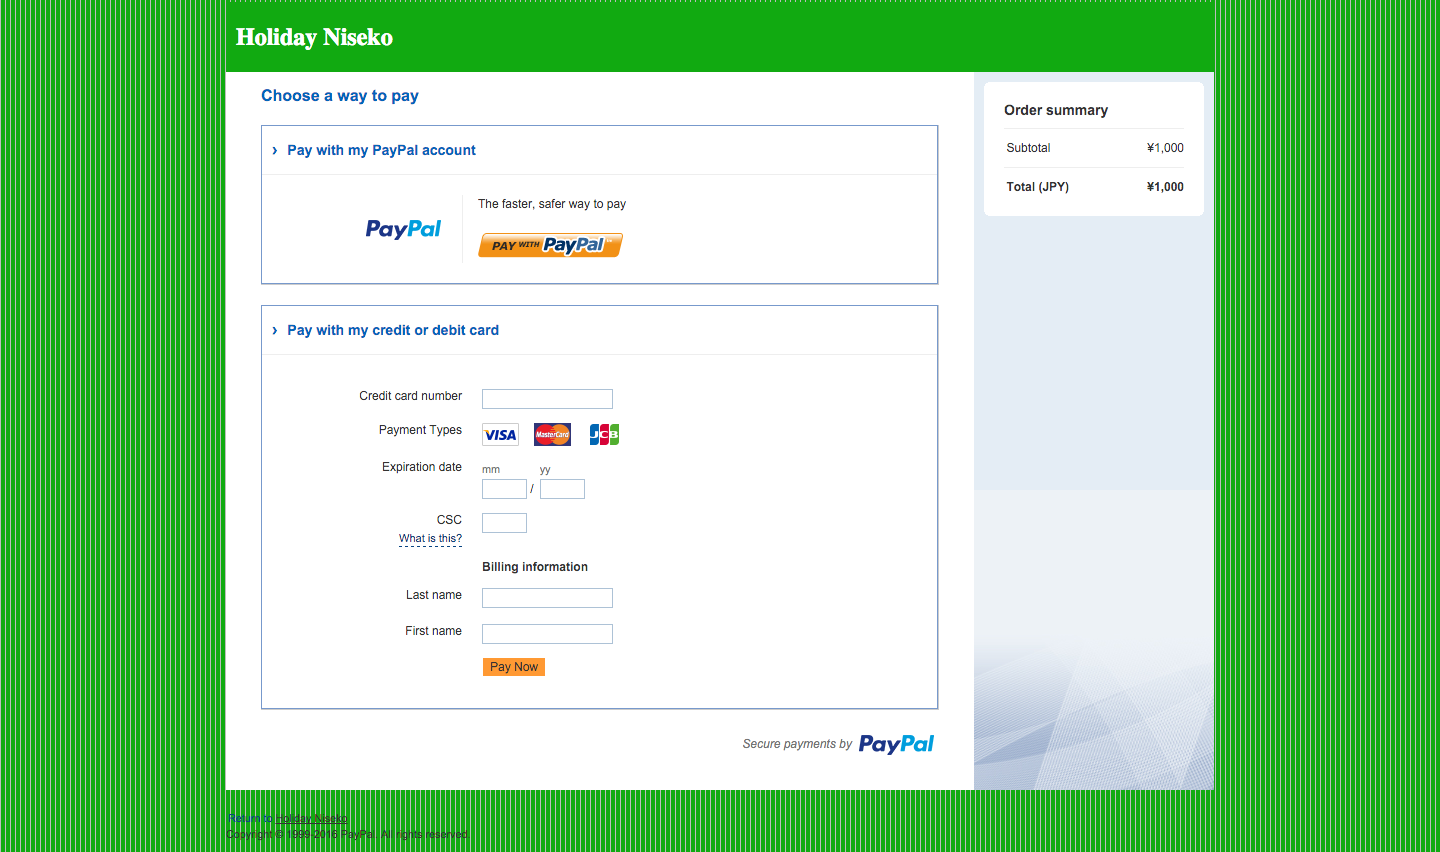 Holiday Niseko
Choose a way to pay
› Pay with my PayPal account
PayPal
The faster, safer way to pay
PAY WITH PayPal™
› Pay with my credit or debit card
Credit card number
Payment Types
VISA MasterCard JCB
Expiration date
mm yy
/
CSC
What is this?
Billing information
Last name
First name
Pay Now
Secure payments by PayPal
Order summary
Subtotal ¥1,000
Total (JPY) ¥1,000
Return to Holiday Niseko
Copyright © 1999-2016 PayPal. All rights reserved.